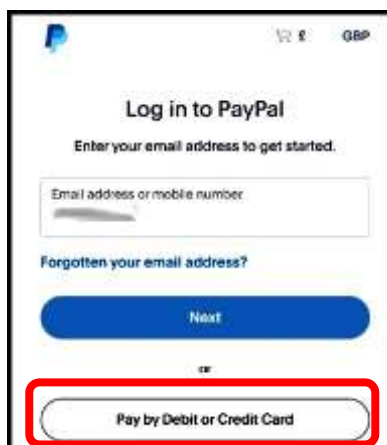 £ GBP
Log in to PayPal
Enter your email address to get started.
Email address or mobile number
Forgotten your email address?
Next
or
Pay by Debit or Credit Card